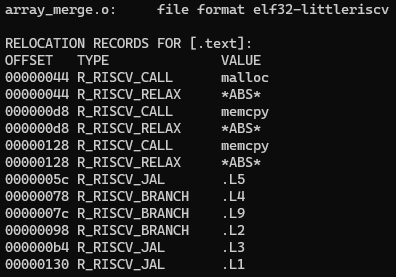 array_merge.o:     file format elf32-littleriscv

RELOCATION RECORDS FOR [.text]:
OFFSET   TYPE              VALUE
00000044 R_RISCV_CALL      malloc
00000044 R_RISCV_RELAX     *ABS*
000000d8 R_RISCV_CALL      memcpy
000000d8 R_RISCV_RELAX     *ABS*
00000128 R_RISCV_CALL      memcpy
00000128 R_RISCV_RELAX     *ABS*
0000005c R_RISCV_JAL       .L5
00000078 R_RISCV_BRANCH    .L4
0000007c R_RISCV_BRANCH    .L9
00000098 R_RISCV_BRANCH    .L2
000000b4 R_RISCV_JAL       .L3
00000130 R_RISCV_JAL       .L1